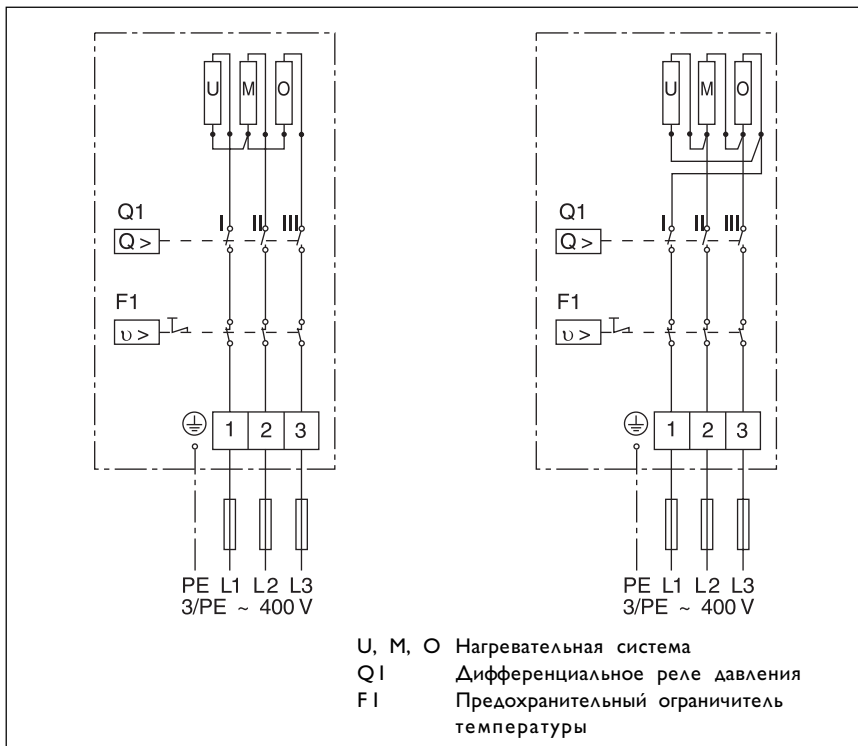 U M O
U M O
Q1
I II III
Q >
Q1
I II III
Q >
F1
υ >
F1
υ >
1 2 3
1 2 3
PE L1 L2 L3
3/PE ~ 400 V
PE L1 L2 L3
3/PE ~ 400 V
U, M, O Нагревательная система
Q1 Дифференциальное реле давления
F1 Предохранительный ограничитель
температуры